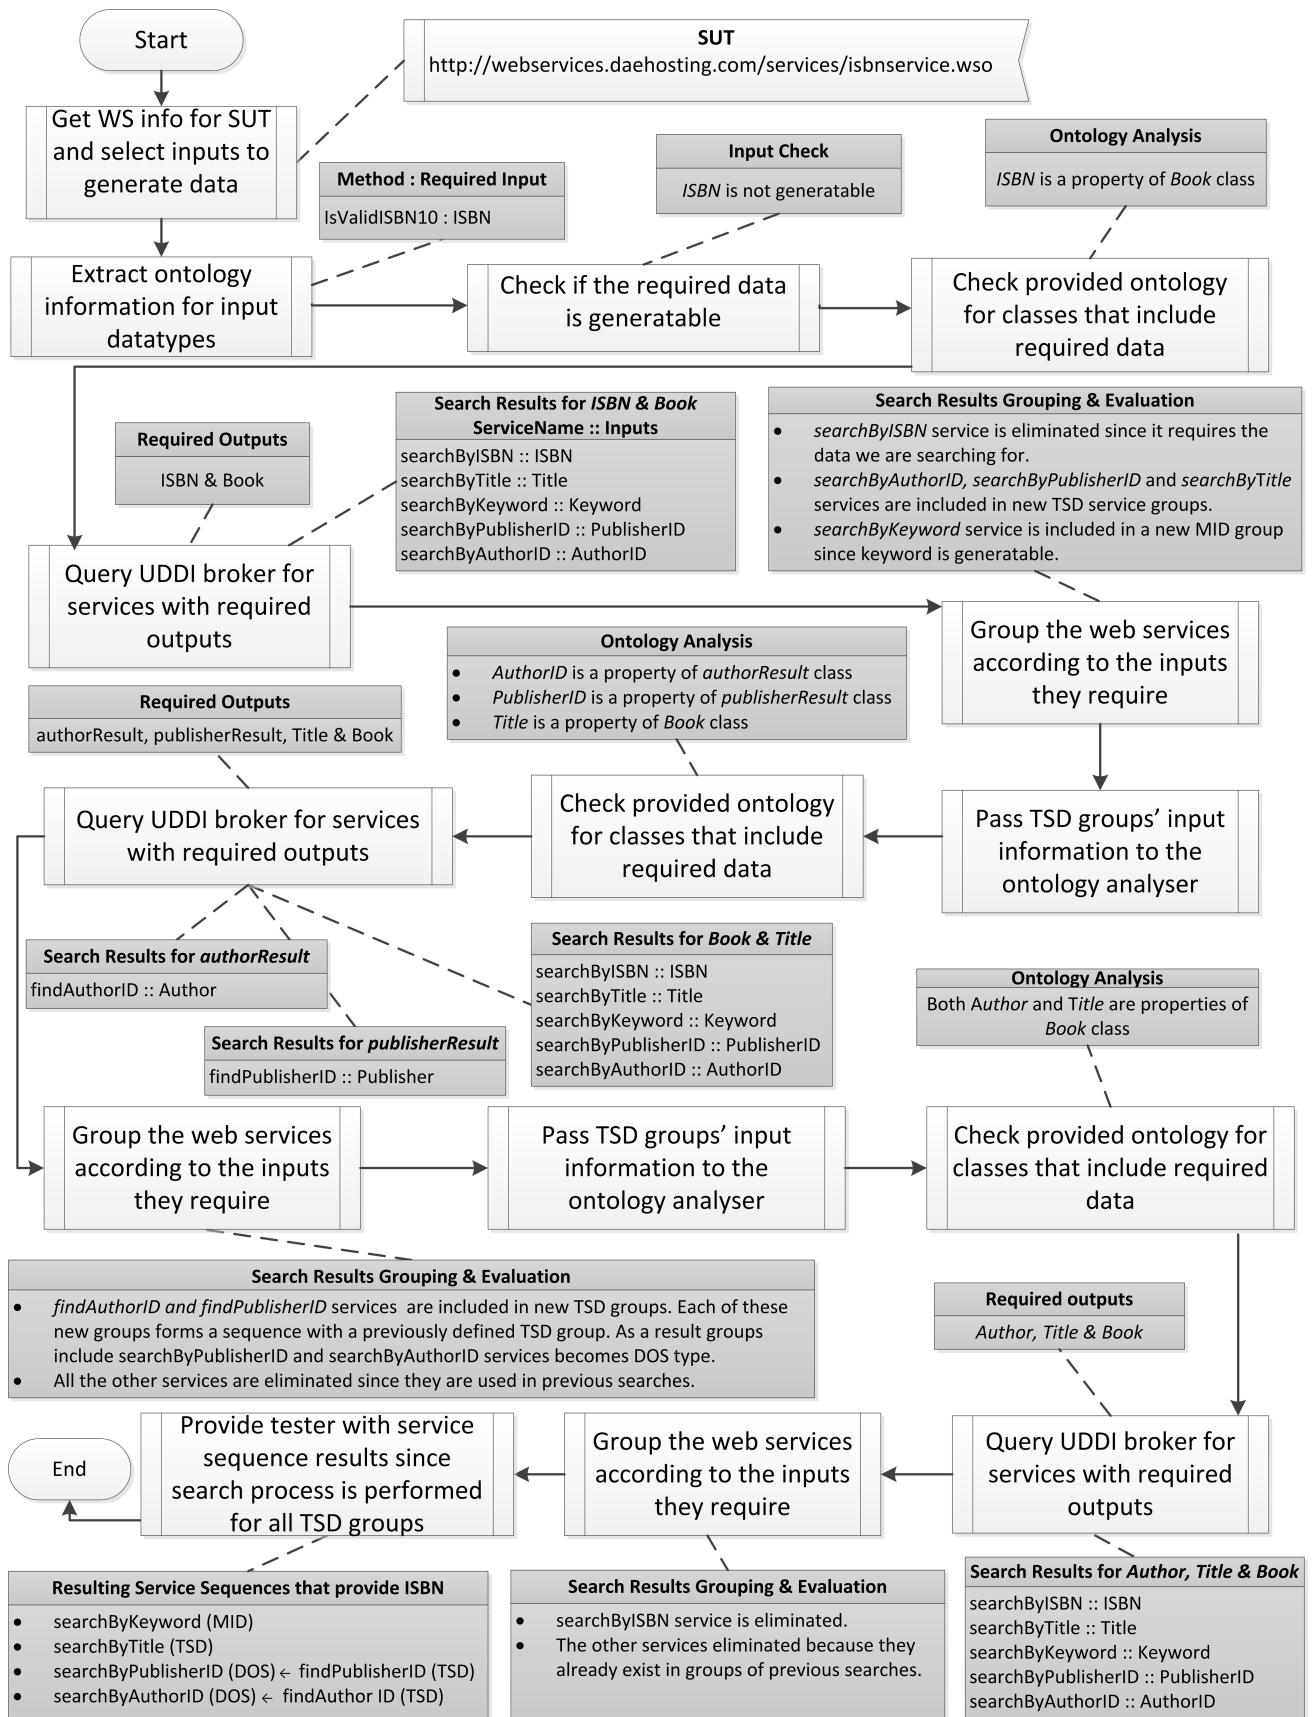 Start
SUT
http://webservices.daehosting.com/services/isbnservice.wso
Get WS info for SUT
and select inputs to
generate data
Method : Required Input
IsValidISBN10 : ISBN
Input Check
ISBN is not generatable
Ontology Analysis
ISBN is a property of Book class
Extract ontology
information for input
datatypes
Check if the required data
is generatable
Check provided ontology
for classes that include
required data
Required Outputs
ISBN & Book
Search Results for ISBN & Book
ServiceName :: Inputs
searchByISBN :: ISBN
searchByTitle :: Title
searchByKeyword :: Keyword
searchByPublisherID :: PublisherID
searchByAuthorID :: AuthorID
Search Results Grouping & Evaluation
• searchByISBN service is eliminated since it requires the
data we are searching for.
• searchByAuthorID, searchByPublisherID and searchByTitle
services are included in new TSD service groups.
• searchByKeyword service is included in a new MID group
since keyword is generatable.
Query UDDI broker for
services with required
outputs
Group the web services
according to the inputs
they require
Ontology Analysis
• AuthorID is a property of authorResult class
• PublisherID is a property of publisherResult class
• Title is a property of Book class
Required Outputs
authorResult, publisherResult, Title & Book
Query UDDI broker for services
with required outputs
Check provided ontology
for classes that include
required data
Pass TSD groups’ input
information to the
ontology analyser
Search Results for authorResult
findAuthorID :: Author
Search Results for publisherResult
findPublisherID :: Publisher
Search Results for Book & Title
searchByISBN :: ISBN
searchByTitle :: Title
searchByKeyword :: Keyword
searchByPublisherID :: PublisherID
searchByAuthorID :: AuthorID
Ontology Analysis
Both Author and Title are properties of
Book class
Group the web services
according to the inputs
they require
Pass TSD groups’ input
information to the
ontology analyser
Check provided ontology for
classes that include required
data
Search Results Grouping & Evaluation
• findAuthorID and findPublisherID services are included in new TSD groups. Each of these
new groups forms a sequence with a previously defined TSD group. As a result groups
include searchByPublisherID and searchByAuthorID services becomes DOS type.
• All the other services are eliminated since they are used in previous searches.
Required outputs
Author, Title & Book
End
Provide tester with service
sequence results since
search process is performed
for all TSD groups
Group the web services
according to the inputs
they require
Query UDDI broker for
services with required
outputs
Resulting Service Sequences that provide ISBN
• searchByKeyword (MID)
• searchByTitle (TSD)
• searchByPublisherID (DOS) ← findPublisherID (TSD)
• searchByAuthorID (DOS) ← findAuthor ID (TSD)
Search Results Grouping & Evaluation
• searchByISBN service is eliminated.
• The other services eliminated because they
already exist in groups of previous searches.
Search Results for Author, Title & Book
searchByISBN :: ISBN
searchByTitle :: Title
searchByKeyword :: Keyword
searchByPublisherID :: PublisherID
searchByAuthorID :: AuthorID